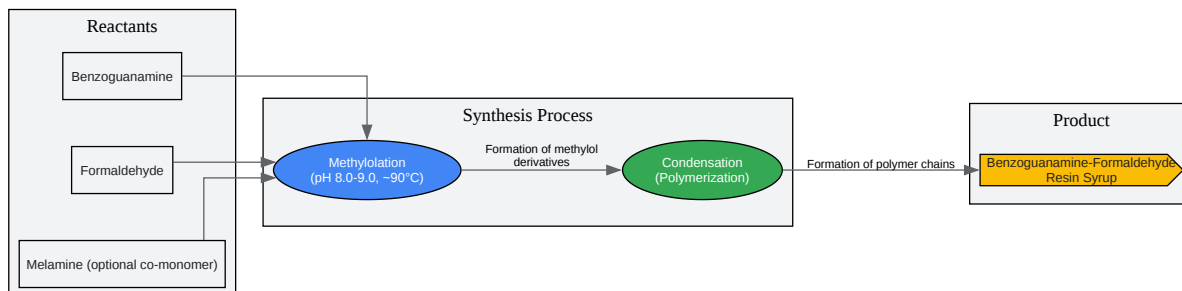 Reactants
Benzoguanamine
Formaldehyde
Melamine (optional co-monomer)
Synthesis Process
Methylolation
(pH 8.0-9.0, ~90°C)
Formation of methylol
derivatives
Condensation
(Polymerization)
Formation of polymer chains
Product
Benzoguanamine-Formaldehyde
Resin Syrup